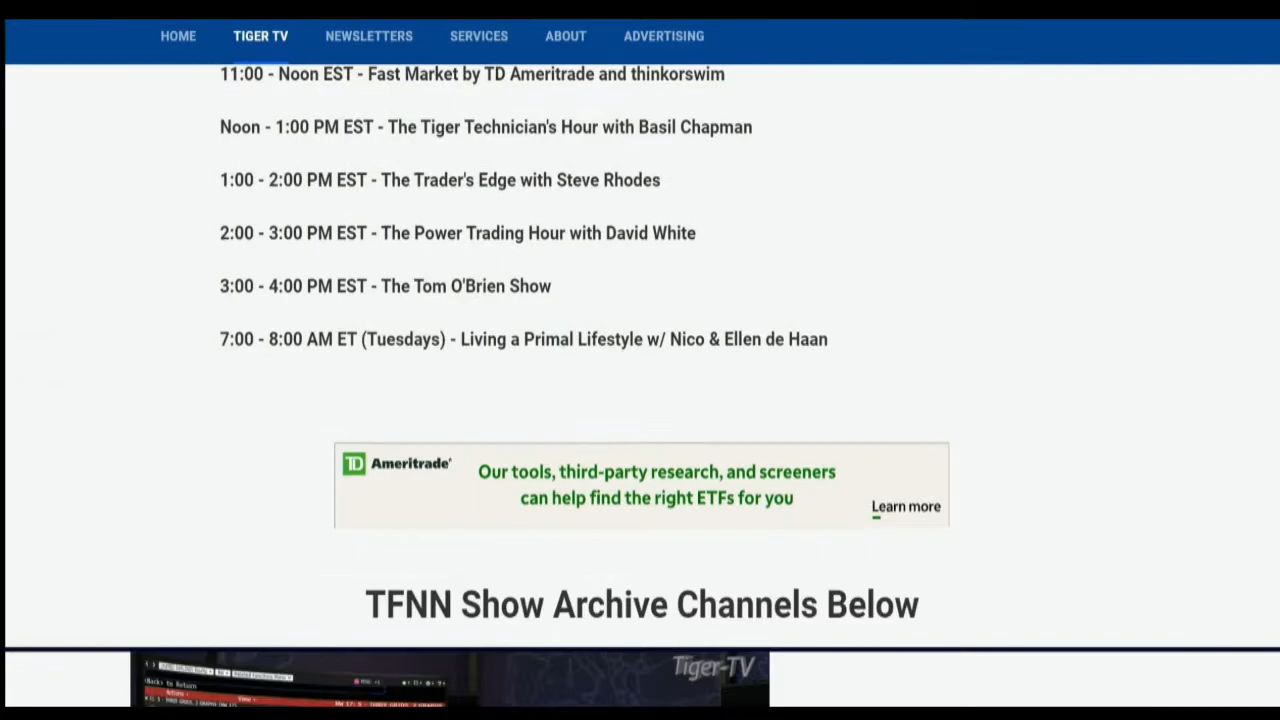 HOME TIGER TV NEWSLETTERS SERVICES ABOUT ADVERTISING
11:00 - Noon EST - Fast Market by TD Ameritrade and thinkorswim
Noon - 1:00 PM EST - The Tiger Technician's Hour with Basil Chapman
1:00 - 2:00 PM EST - The Trader's Edge with Steve Rhodes
2:00 - 3:00 PM EST - The Power Trading Hour with David White
3:00 - 4:00 PM EST - The Tom O'Brien Show
7:00 - 8:00 AM ET (Tuesdays) - Living a Primal Lifestyle w/ Nico & Ellen de Haan
TD Ameritrade
Our tools, third-party research, and screeners
can help find the right ETFs for you
Learn more
TFNN Show Archive Channels Below
Tiger-TV
<Back> to Return